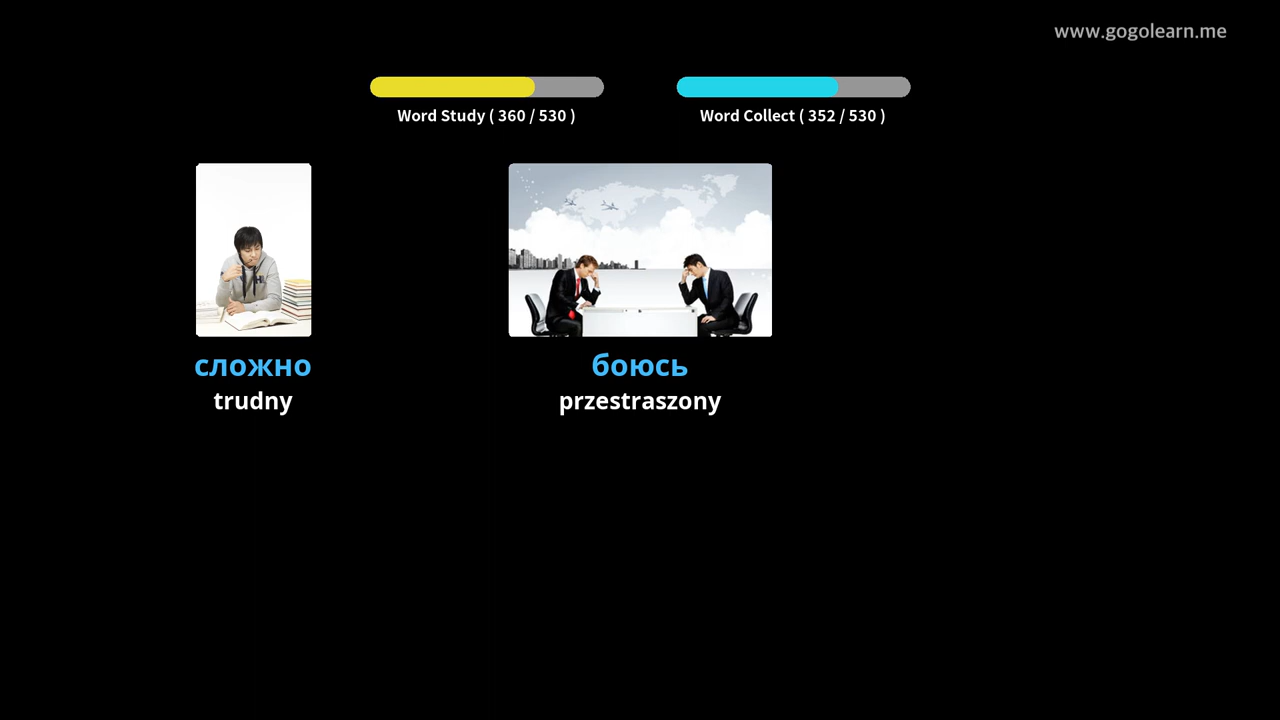 www.gogolearn.me
Word Study ( 360 / 530 )
Word Collect ( 352 / 530 )
сложно
trudny
боюсь
przestraszony